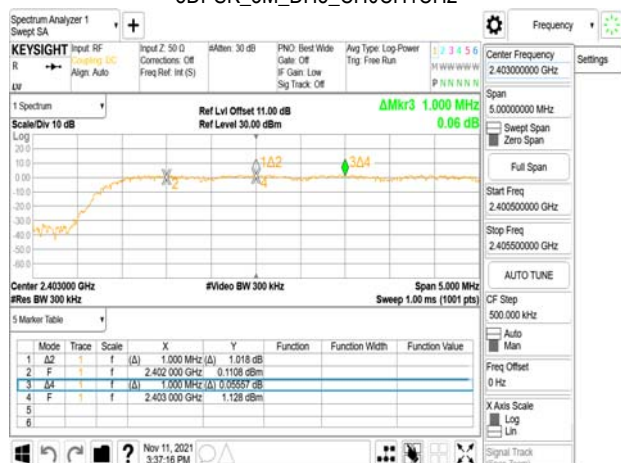 Spectrum Analyzer 1
Swept SA
Frequency
KEYSIGHT
Input: RF
Coupling: DC
Align: Auto
Input Z: 50 Ω
Corrections: Off
Freq Ref: Int (S)
#Atten: 30 dB
PNO: Best Wide
Gate: Off
IF Gain: Low
Sig Track: Off
Avg Type: Log-Power
Trig: Free Run
1 2 3 4 5 6
M W W W W W
P N N N N N
R
LW
1 Spectrum
Scale/Div 10 dB
Log
Ref Lvl Offset 11.00 dB
Ref Level 30.00 dBm
ΔMkr3 1.000 MHz
0.06 dB
20.0
10.0
0.00
-10.0
-20.0
-30.0
-40.0
-50.0
-60.0
1Δ2
3Δ4
2
4
Center 2.403000 GHz
#Res BW 300 kHz
#Video BW 300 kHz
Span 5.000 MHz
Sweep 1.00 ms (1001 pts)
5 Marker Table
Mode Trace Scale X Y Function Function Width Function Value
1 Δ2 1 f (Δ) 1.000 MHz (Δ) 1.018 dB
2 F 1 f 2.402 000 GHz 0.1108 dBm
3 Δ4 1 f (Δ) 1.000 MHz (Δ) 0.05557 dB
4 F 1 f 2.403 000 GHz 1.128 dBm
5
6
Nov 11, 2021
3:37:16 PM
Center Frequency
2.403000000 GHz
Span
5.00000000 MHz
Swept Span
Zero Span
Full Span
Start Freq
2.400500000 GHz
Stop Freq
2.405500000 GHz
AUTO TUNE
CF Step
500.000 kHz
Auto
Man
Freq Offset
0 Hz
X Axis Scale
Log
Lin
Signal Track
Settings